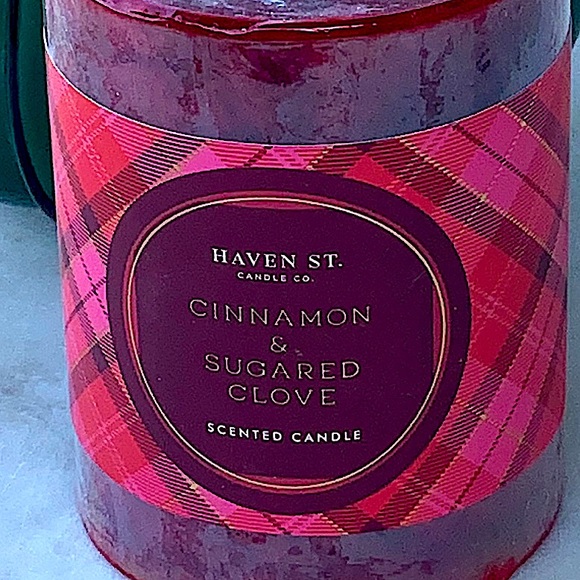 HAVEN ST.
CANDLE CO.
CINNAMON
&
SUGARED
CLOVE
SCENTED CANDLE